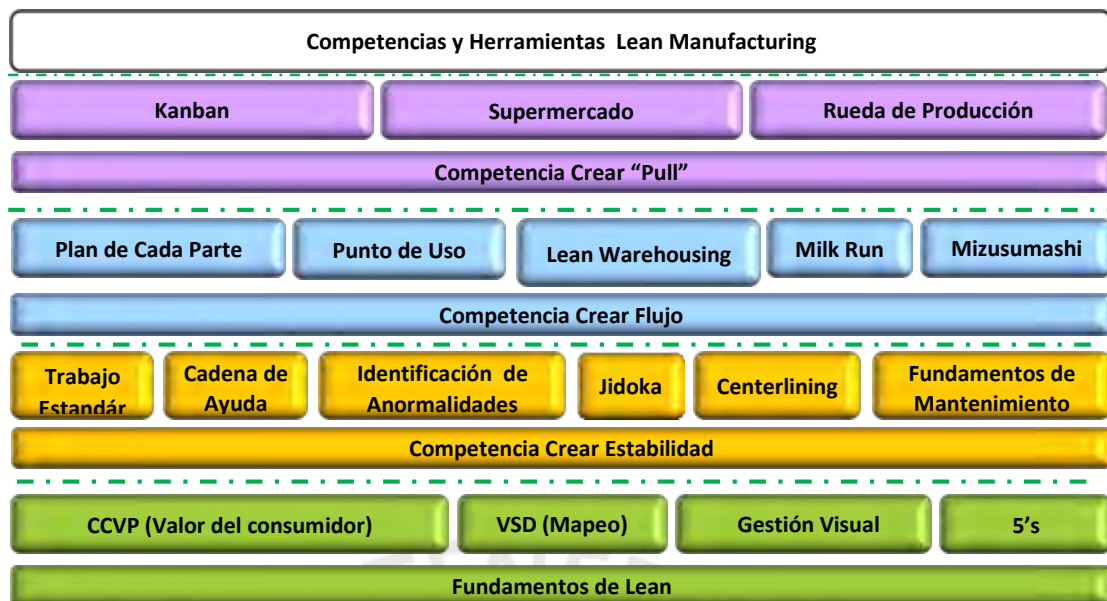 Competencias y Herramientas Lean Manufacturing
Kanban
Supermercado
Rueda de Producción
Competencia Crear “Pull”
Plan de Cada Parte
Punto de Uso
Lean Warehousing
Milk Run
Mizusumashi
Competencia Crear Flujo
Trabajo
Estandár
Cadena de
Ayuda
Identificación de
Anormalidades
Jidoka
Centerlining
Fundamentos de
Mantenimiento
Competencia Crear Estabilidad
CCVP (Valor del consumidor)
VSD (Mapeo)
Gestión Visual
5’s
Fundamentos de Lean